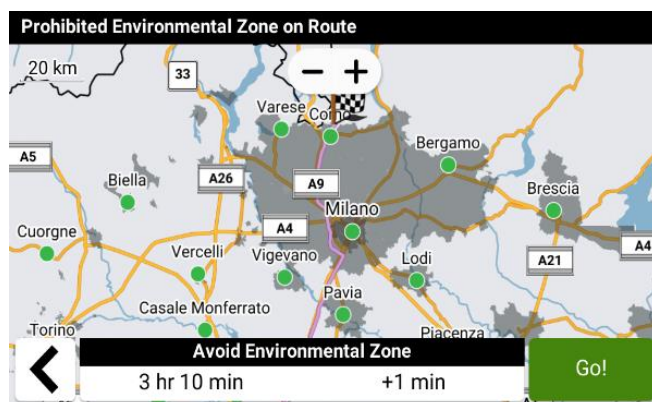 Prohibited Environmental Zone on Route
20 km
33
− +
Varese Como
Bergamo
A5
Biella
A26
A9
Brescia
Milano
Cuorgne
A4
Vercelli
Vigevano
Lodi
A21
A4
Pavia
Casale Monferrato
Torino
Piacenza
Avoid Environmental Zone
3 hr 10 min +1 min
Go!